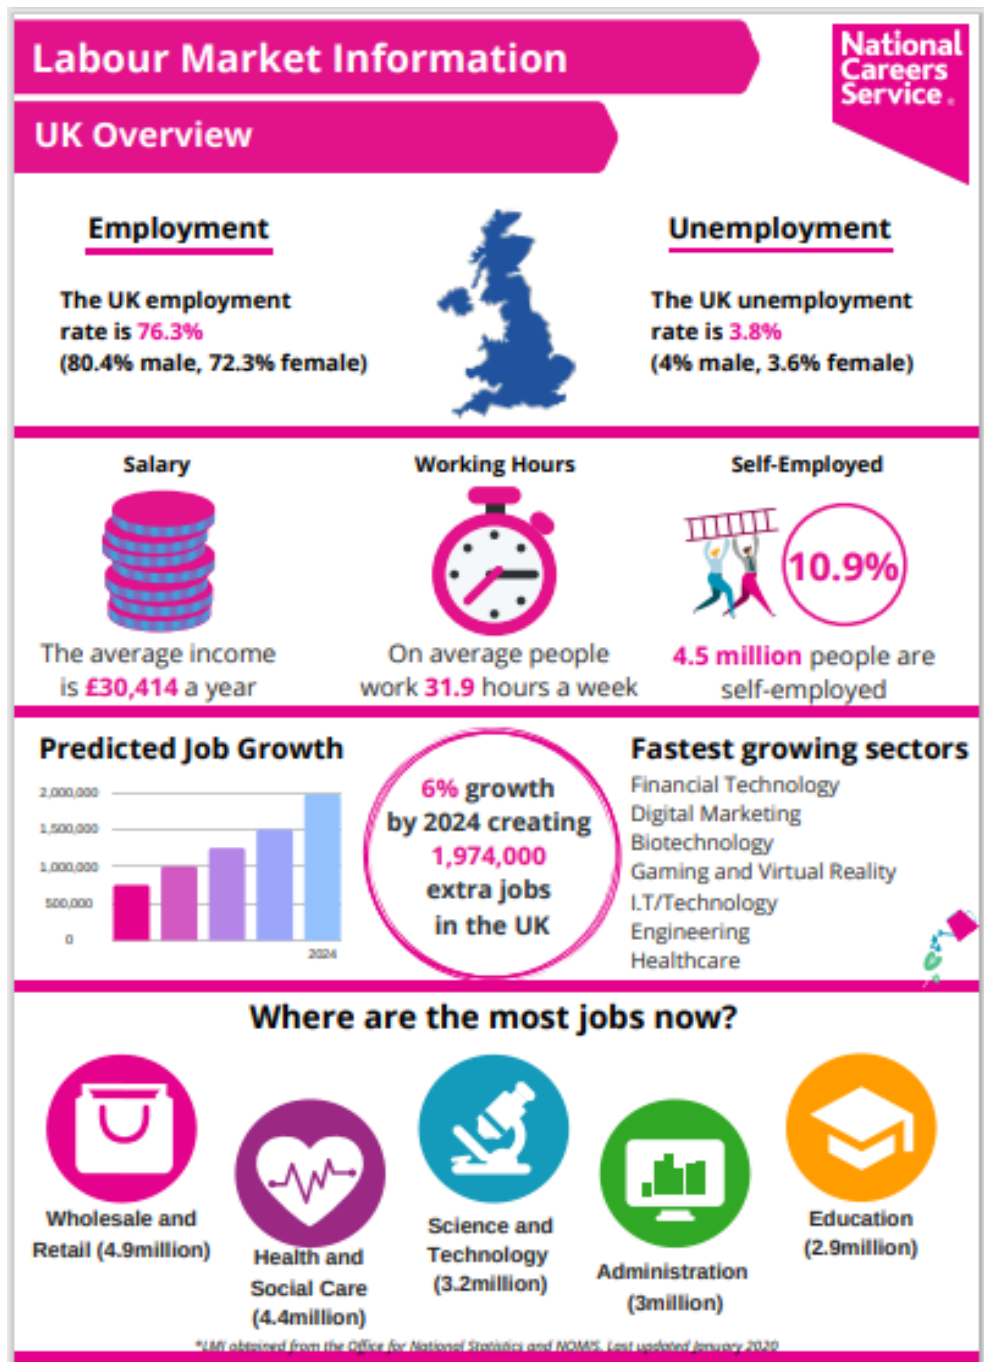 Labour Market Information
National
Careers
Service
UK Overview
Employment
The UK employment
rate is 76.3%
(80.4% male, 72.3% female)
Unemployment
The UK unemployment
rate is 3.8%
(4% male, 3.6% female)
Salary
The average income
is £30,414 a year
Working Hours
On average people
work 31.9 hours a week
Self-Employed
10.9%
4.5 million people are
self-employed
Predicted Job Growth
2,000,000
1,500,000
1,000,000
500,000
0
2024
6% growth
by 2024 creating
1,974,000
extra jobs
in the UK
Fastest growing sectors
Financial Technology
Digital Marketing
Biotechnology
Gaming and Virtual Reality
I.T/Technology
Engineering
Healthcare
Where are the most jobs now?
Wholesale and
Retail (4.9million)
Health and
Social Care
(4.4million)
Science and
Technology
(3.2million)
Administration
(3million)
Education
(2.9million)
*LMI obtained from the Office for National Statistics and NOMIS. Last updated January 2020